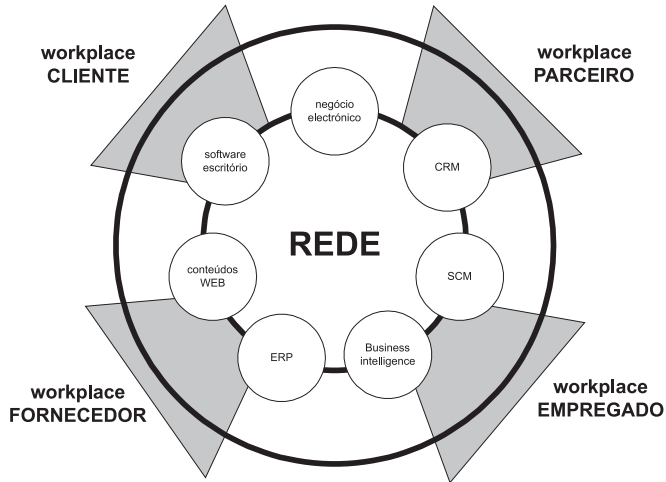 workplace
CLIENTE
workplace
PARCEIRO
negócio
electrónico
software
escritório
CRM
REDE
conteúdos
WEB
SCM
ERP
Business
intelligence
workplace
FORNECEDOR
workplace
EMPREGADO